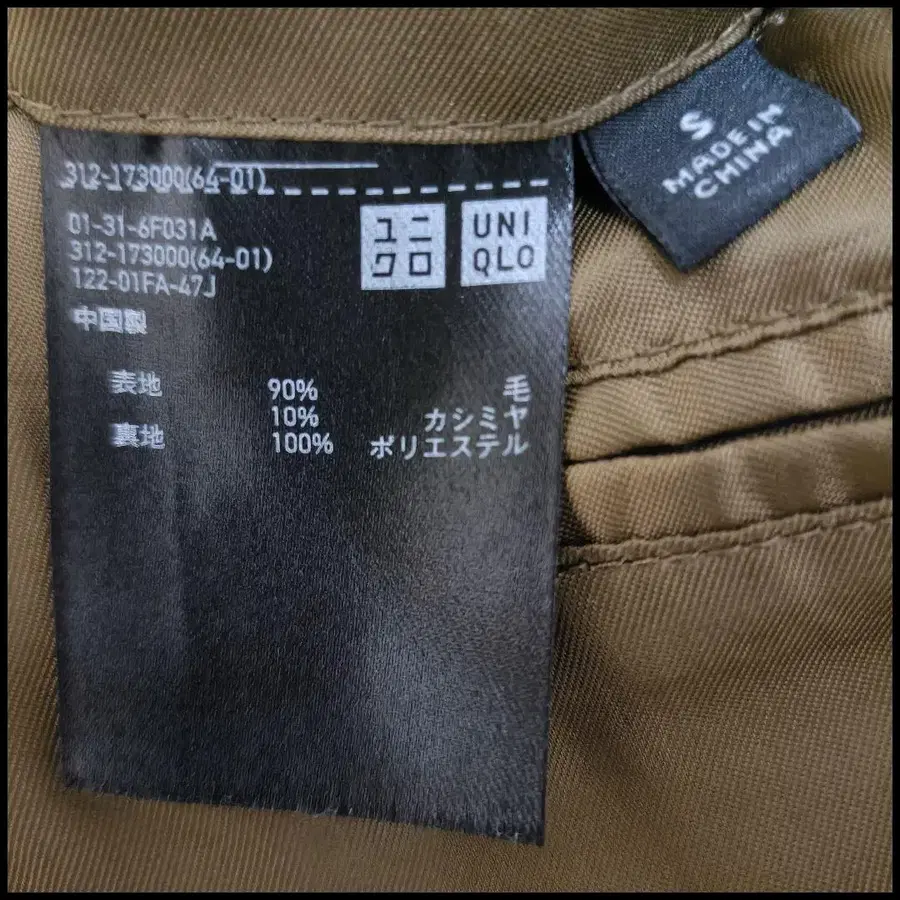 S
MADE IN
CHINA
312-173000(64-01)
ユニ
クロ
UNI
QLO
01-31-6F031A
312-173000(64-01)
122-01FA-47J
中国製
表地 90% 毛
10% カシミヤ
裏地 100% ポリエステル